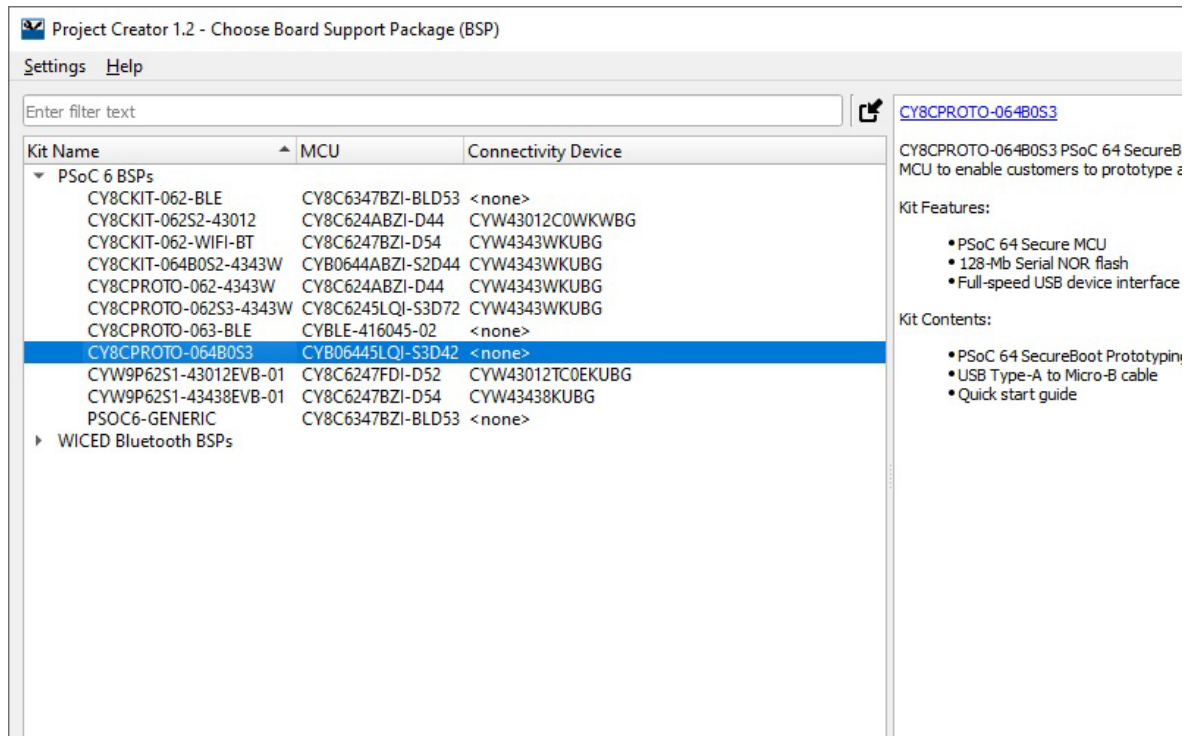 Project Creator 1.2 - Choose Board Support Package (BSP)
Settings Help
Enter filter text
Kit Name MCU Connectivity Device
PSoC 6 BSPs
CY8CKIT-062-BLE CY8C6347BZI-BLD53 <none>
CY8CKIT-062S2-43012 CY8C624ABZI-D44 CYW43012C0WKWBG
CY8CKIT-062-WIFI-BT CY8C6247BZI-D54 CYW4343WKUBG
CY8CKIT-064B0S2-4343W CYB0644ABZI-S2D44 CYW4343WKUBG
CY8CPROTO-062-4343W CY8C624ABZI-D44 CYW4343WKUBG
CY8CPROTO-062S3-4343W CY8C6245LQI-S3D72 CYW4343WKUBG
CY8CPROTO-063-BLE CYBLE-416045-02 <none>
CY8CPROTO-064B0S3 CYB06445LQI-S3D42 <none>
CYW9P62S1-43012EVB-01 CY8C6247FDI-D52 CYW43012TC0EKUBG
CYW9P62S1-43438EVB-01 CY8C6247BZI-D54 CYW43438KUBG
PSOC6-GENERIC CY8C6347BZI-BLD53 <none>
WICED Bluetooth BSPs
CY8CPROTO-064B0S3
CY8CPROTO-064B0S3 PSoC 64 SecureB
MCU to enable customers to prototype a
Kit Features:
• PSoC 64 Secure MCU
• 128-Mb Serial NOR flash
• Full-speed USB device interface
Kit Contents:
• PSoC 64 SecureBoot Prototyping
• USB Type-A to Micro-B cable
• Quick start guide